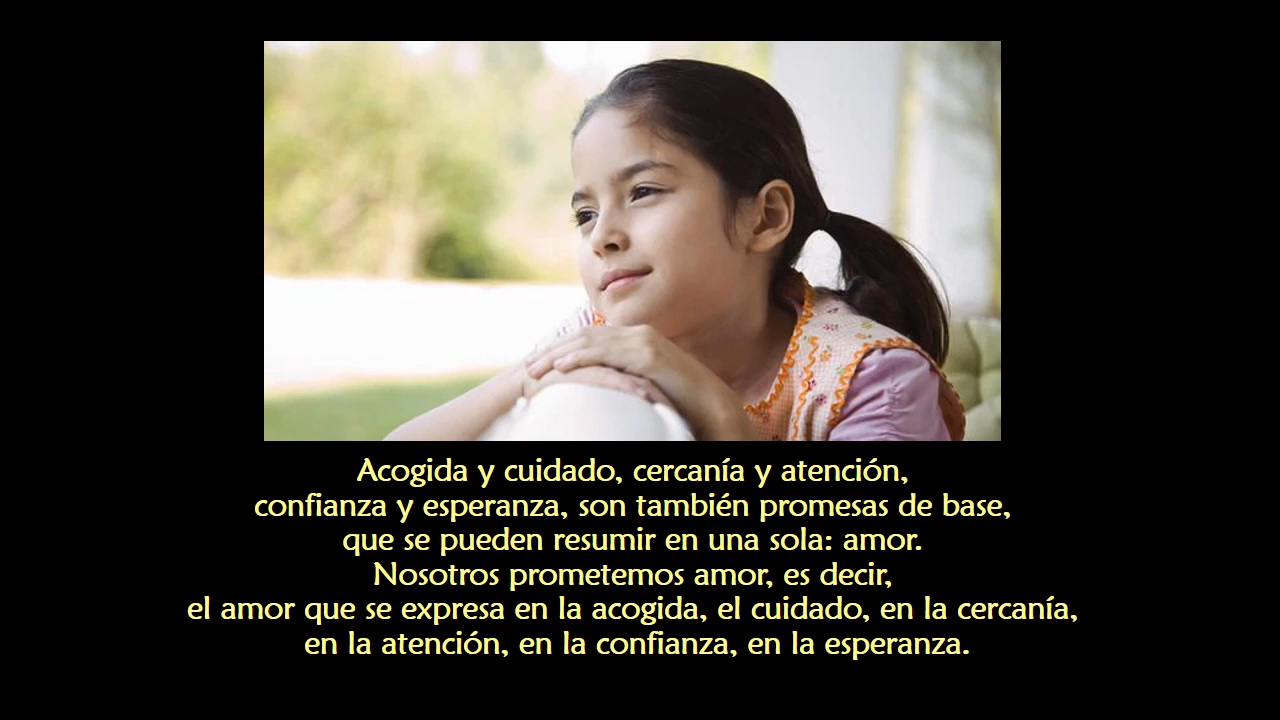 Acogida y cuidado, cercanía y atención,
confianza y esperanza, son también promesas de base,
que se pueden resumir en una sola: amor.
Nosotros prometemos amor, es decir,
el amor que se expresa en la acogida, el cuidado, en la cercanía,
en la atención, en la confianza, en la esperanza.